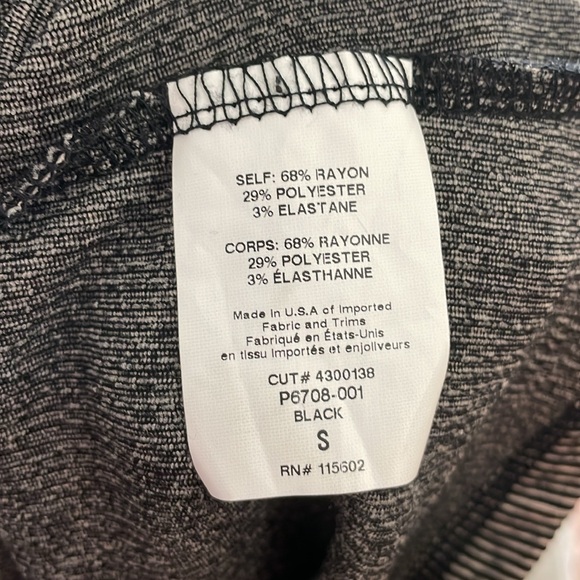 SELF: 68% RAYON
29% POLYESTER
3% ELASTANE
CORPS: 68% RAYONNE
29% POLYESTER
3% ÉLASTHANNE
Made in U.S.A of Imported
Fabric and Trims
Fabriqué en États-Unis
en tissu importés et enjoliveurs
CUT# 4300138
P6708-001
BLACK
S
RN# 115602